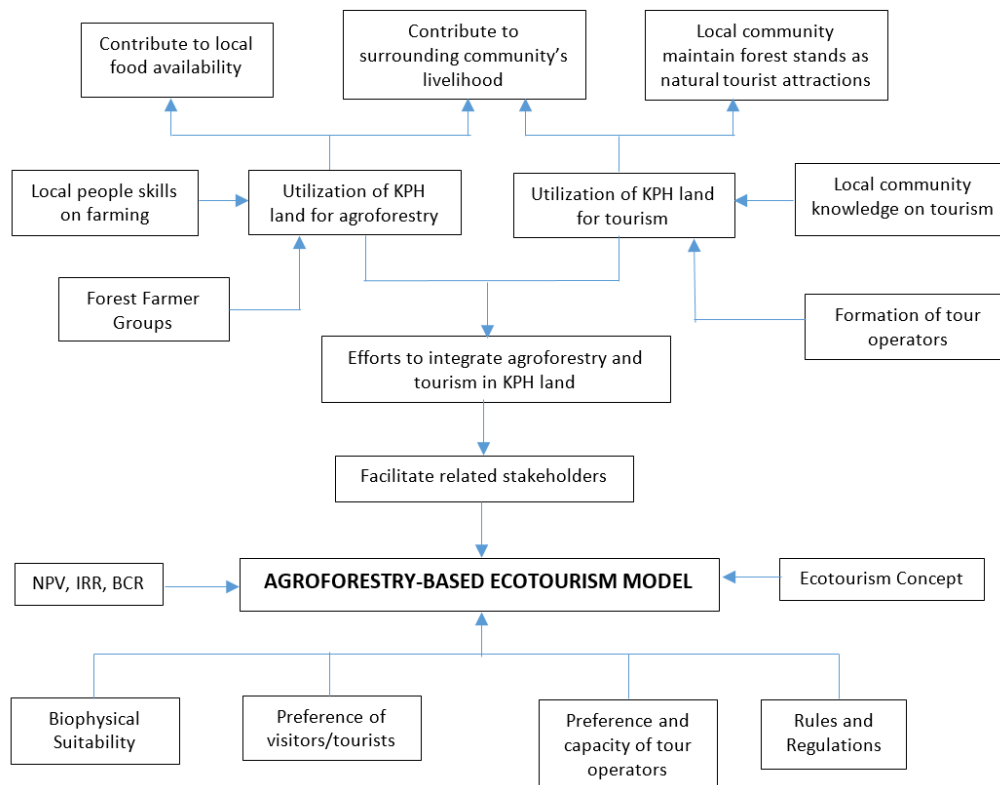 Contribute to local
food availability
Contribute to
surrounding community's
livelihood
Local community
maintain forest stands as
natural tourist attractions
Local people skills
on farming
Utilization of KPH
land for agroforestry
Utilization of KPH land
for tourism
Local community
knowledge on tourism
Forest Farmer
Groups
Formation of tour
operators
Efforts to integrate agroforestry and
tourism in KPH land
Facilitate related stakeholders
NPV, IRR, BCR
AGROFORESTRY-BASED ECOTOURISM MODEL
Ecotourism Concept
Biophysical
Suitability
Preference of
visitors/tourists
Preference and
capacity of tour
operators
Rules and
Regulations